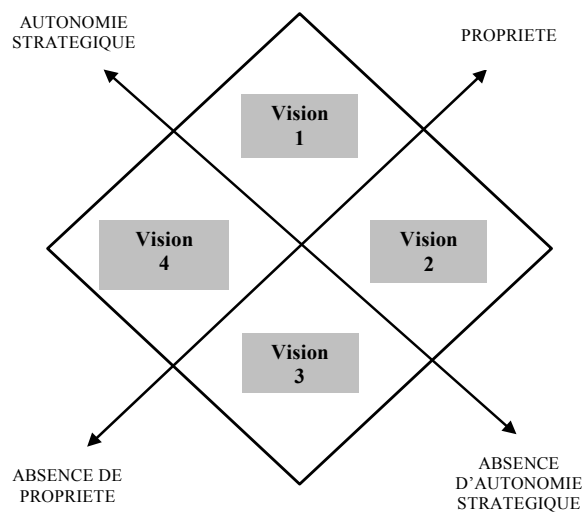 AUTONOMIE
STRATEGIQUE
PROPRIETE
Vision
1
Vision
4
Vision
2
Vision
3
ABSENCE DE
PROPRIETE
ABSENCE
D'AUTONOMIE
STRATEGIQUE